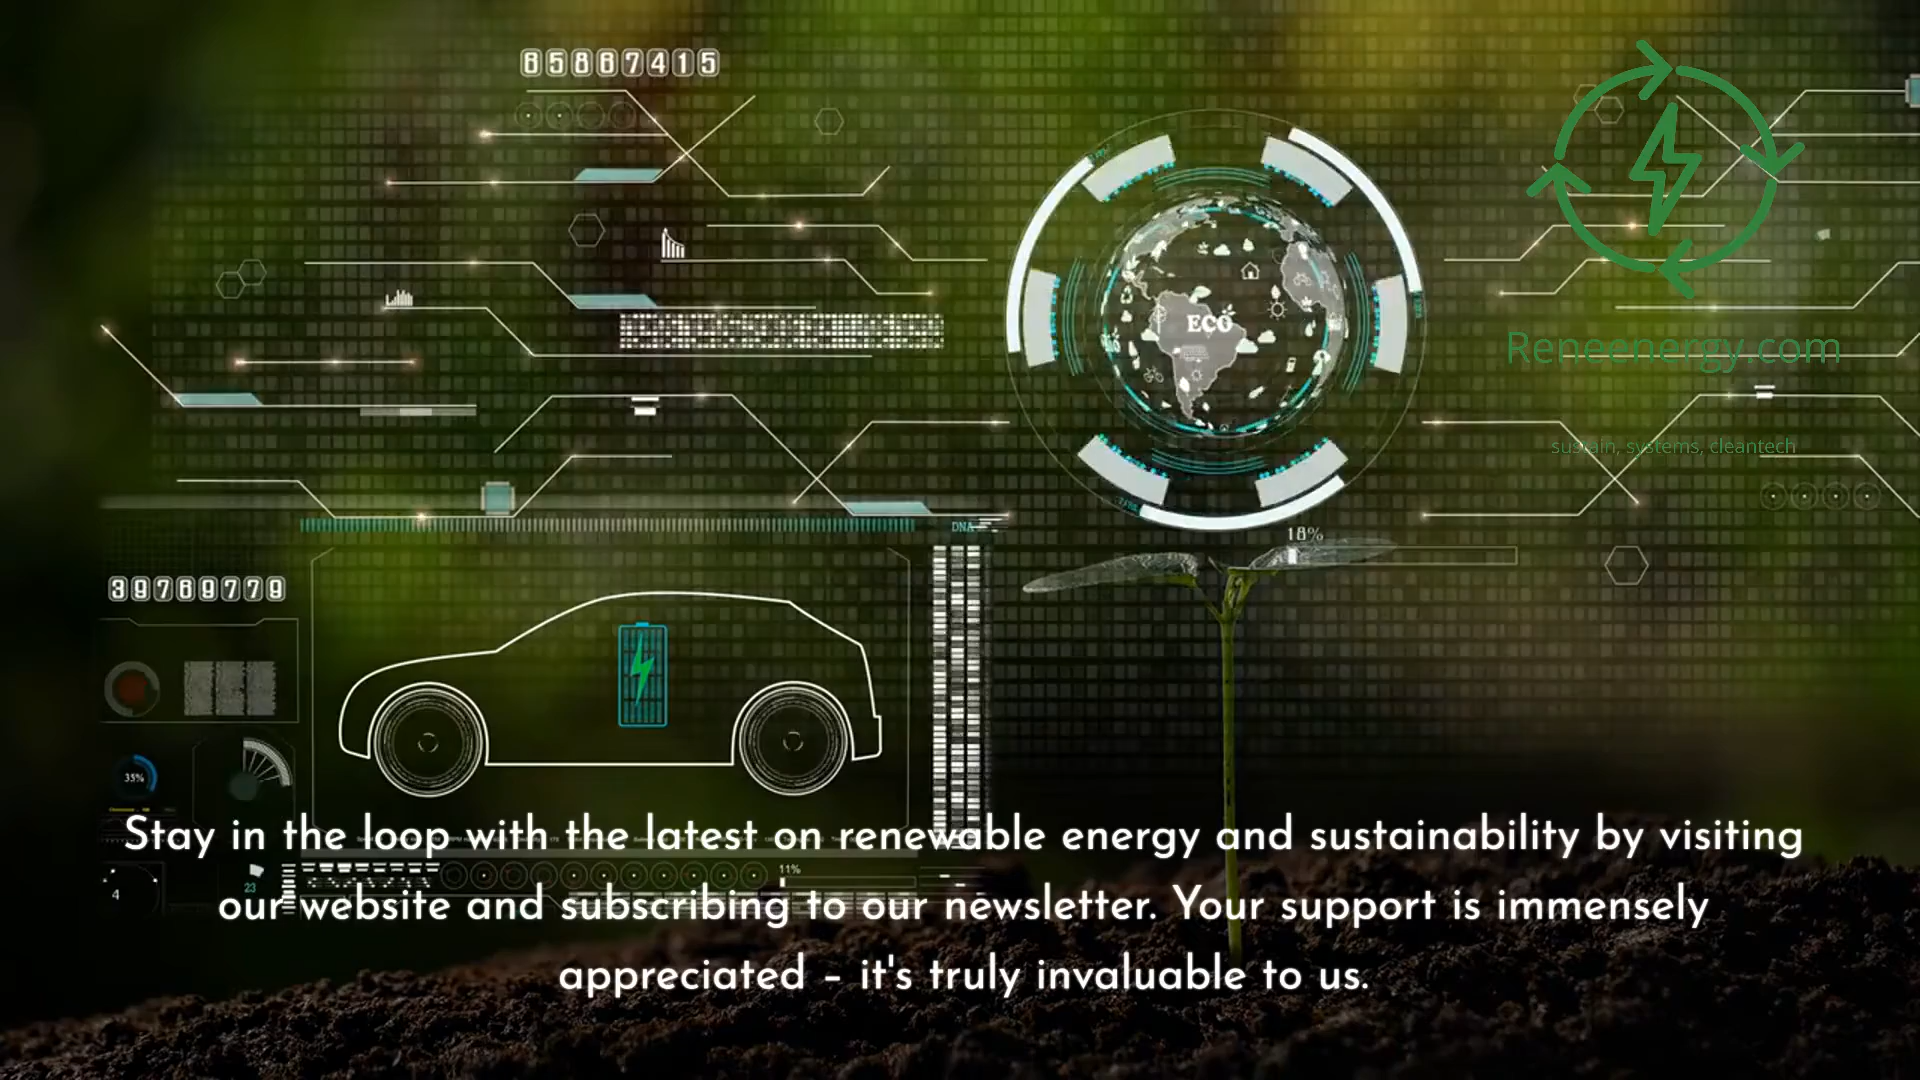 65867415
Reneenergy.com
ECO
sustain, systems, cleantech
DNA
18%
39769779
35%
Stay in the loop with the latest on renewable energy and sustainability by visiting
11%
23
4
our website and subscribing to our newsletter. Your support is immensely
appreciated – it's truly invaluable to us.